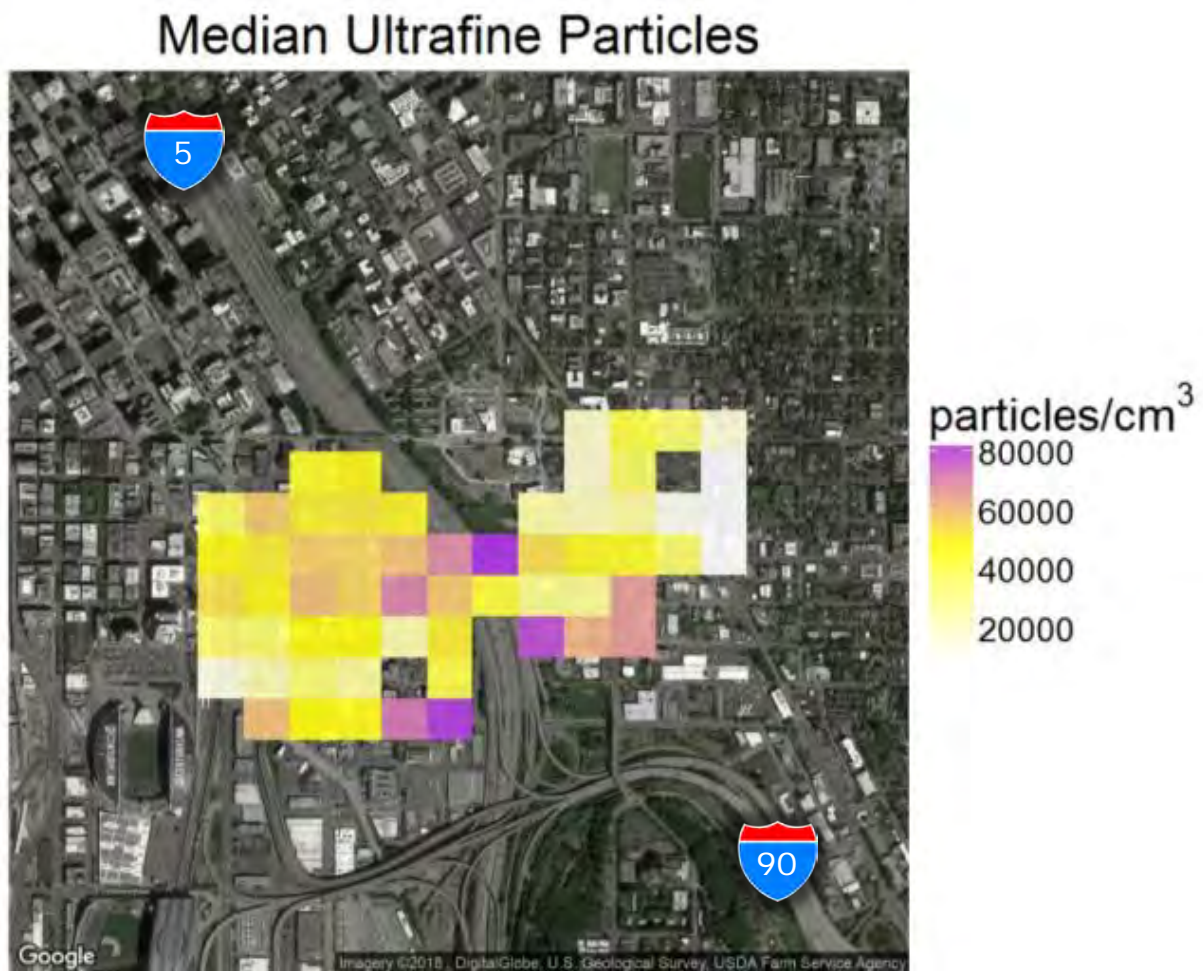 Median Ultrafine Particles
5
particles/cm³
80000
60000
40000
20000
90
Google
Imagery ©2018 , DigitalGlobe, U.S. Geological Survey, USDA Farm Service Agency